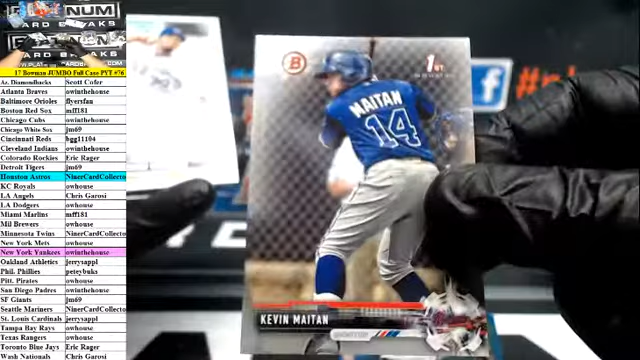 NUM
ARD BREAKS
17 Bowman JUMBO Full Case PYT #76
Az. Diamondbacks Scott Cofer
Atlanta Braves owinthehouse
Baltimore Orioles flyersfan
Boston Red Sox mff181
Chicago Cubs owinthehouse
Chicago White Sox jm69
Cincinnati Reds bgg11104
Cleveland Indians owinthehouse
Colorado Rockies Eric Rager
Detroit Tigers jm69
Houston Astros NinerCardCollecto
KC Royals owhouse
LA Angels Chris Garosi
LA Dodgers owhouse
Miami Marlins mff181
Mil Brewers owhouse
Minnesota Twins NinerCardCollecto
New York Mets owhouse
New York Yankees owinthehouse
Oakland Athletics jerrysappl
Phil. Phillies peteybuks
Pitt. Pirates owhouse
San Diego Padres owinthehouse
SF Giants jm69
Seattle Mariners NinerCardCollecto
St. Louis Cardinals jerrysappl
Tampa Bay Rays owhouse
Texas Rangers owhouse
Toronto Blue Jays Eric Rager
Wash Nationals Chris Garosi
B
1ST
MAITAN
14
KEVIN MAITAN
f